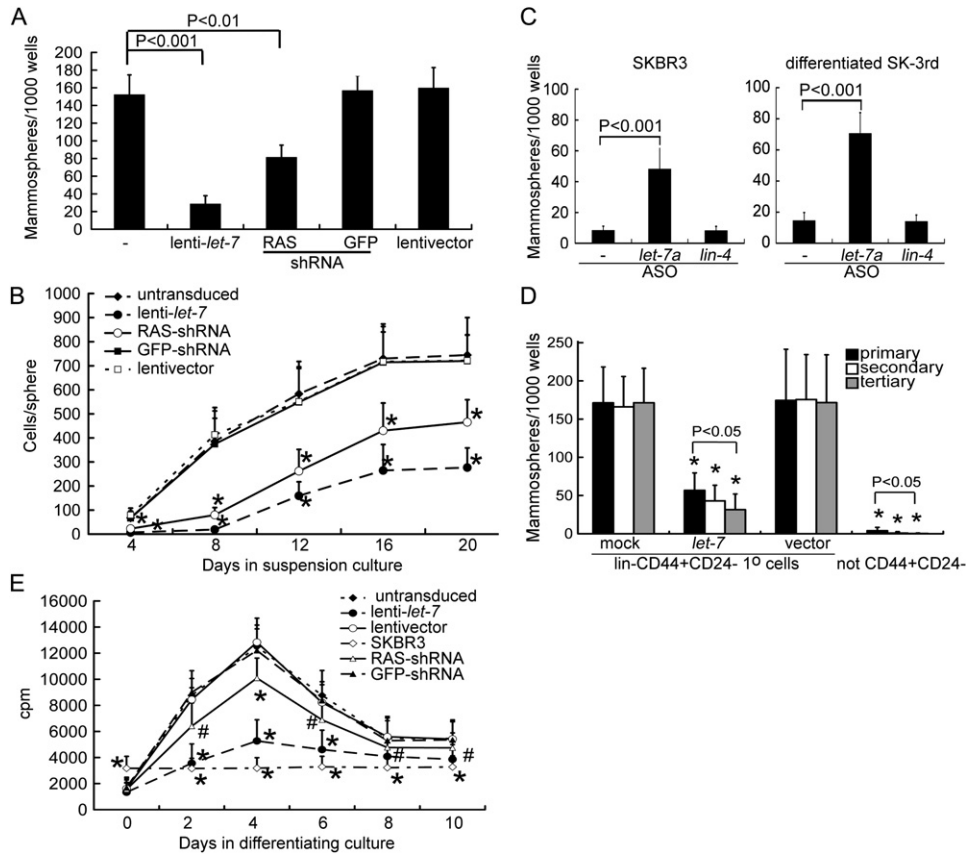 A
P<0.01
P<0.001
Mammospheres/1000 wells
200
180
160
140
120
100
80
60
40
20
0
- lenti-let-7 RAS GFP lentivector
shRNA
C
SKBR3
Mammospheres/1000 wells
100
80
60
40
20
0
P<0.001
- let-7a lin-4
ASO
differentiated SK-3rd
100
80
60
40
20
0
P<0.001
- let-7a lin-4
ASO
B
untransduced
lenti-let-7
RAS-shRNA
GFP-shRNA
lentivector
Cells/sphere
1000
900
800
700
600
500
400
300
200
100
0
* * * * * * * * * *
4 8 12 16 20
Days in suspension culture
D
primary
secondary
tertiary
Mammospheres/1000 wells
250
200
150
100
50
0
P<0.05
* * *
P<0.05
* * *
mock let-7 vector
lin-CD44+CD24- 1º cells not CD44+CD24-
E
untransduced
lenti-let-7
lentivector
SKBR3
RAS-shRNA
GFP-shRNA
cpm
16000
14000
12000
10000
8000
6000
4000
2000
0
* # * * * * * # * * # * # *
0 2 4 6 8 10
Days in differentiating culture